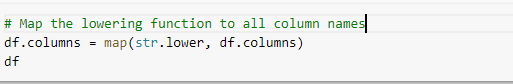 # Map the lowering function to all column names
df.columns = map(str.lower, df.columns)
df